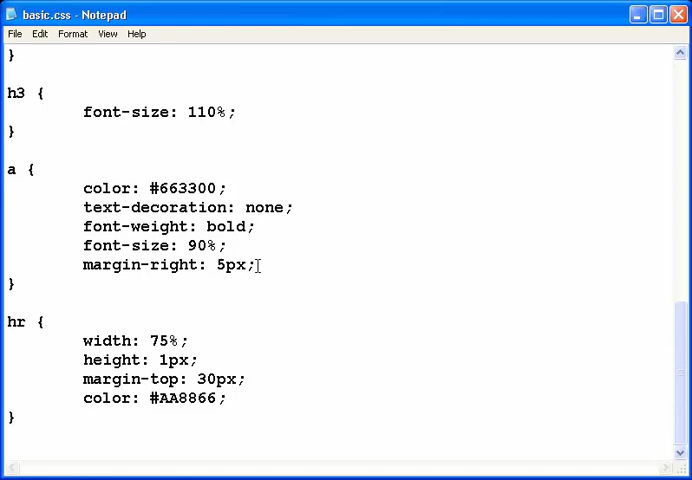 basic.css - Notepad
File Edit Format View Help
}
h3 {
font-size: 110%;
}
a {
color: #663300;
text-decoration: none;
font-weight: bold;
font-size: 90%;
margin-right: 5px;
}
hr {
width: 75%;
height: 1px;
margin-top: 30px;
color: #AA8866;
}